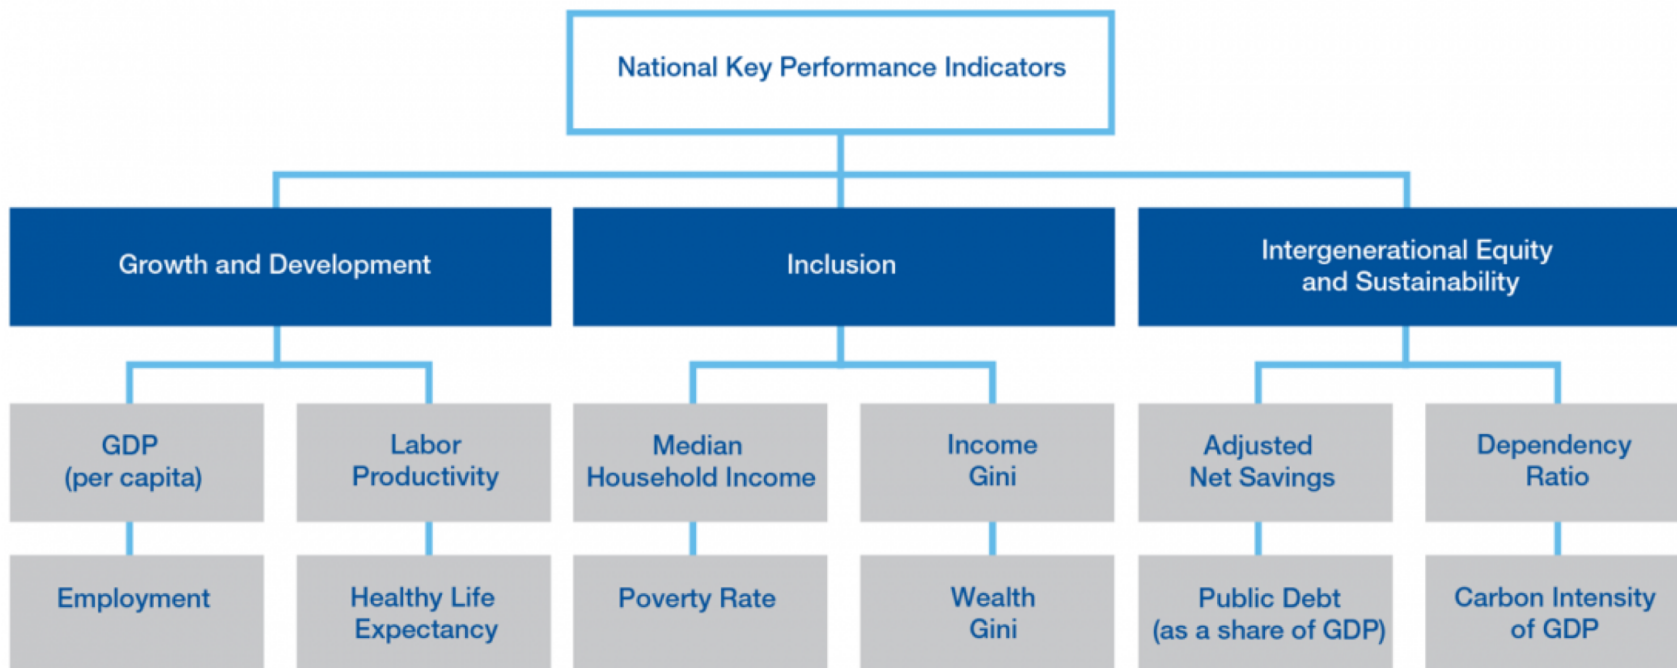 National Key Performance Indicators
Growth and Development
Inclusion
Intergenerational Equity
and Sustainability
GDP
(per capita)
Labor
Productivity
Median
Household Income
Income
Gini
Adjusted
Net Savings
Dependency
Ratio
Employment
Healthy Life
Expectancy
Poverty Rate
Wealth
Gini
Public Debt
(as a share of GDP)
Carbon Intensity
of GDP